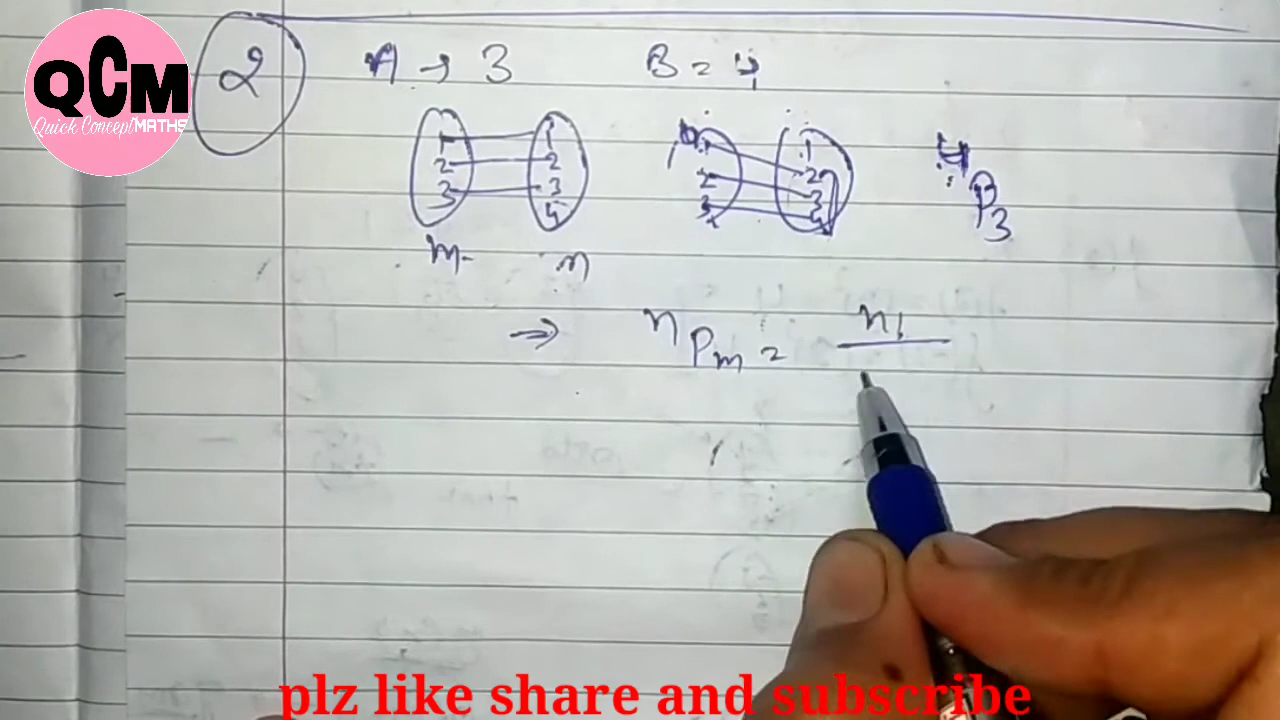 QCM
Quick Concept MATHS
2
A → 3 B = 4
1 1 1 1
2 2 2 2
3 3 3 3
4 4
4P3
m n
⇒ nPm = n!
plz like share and subscribe